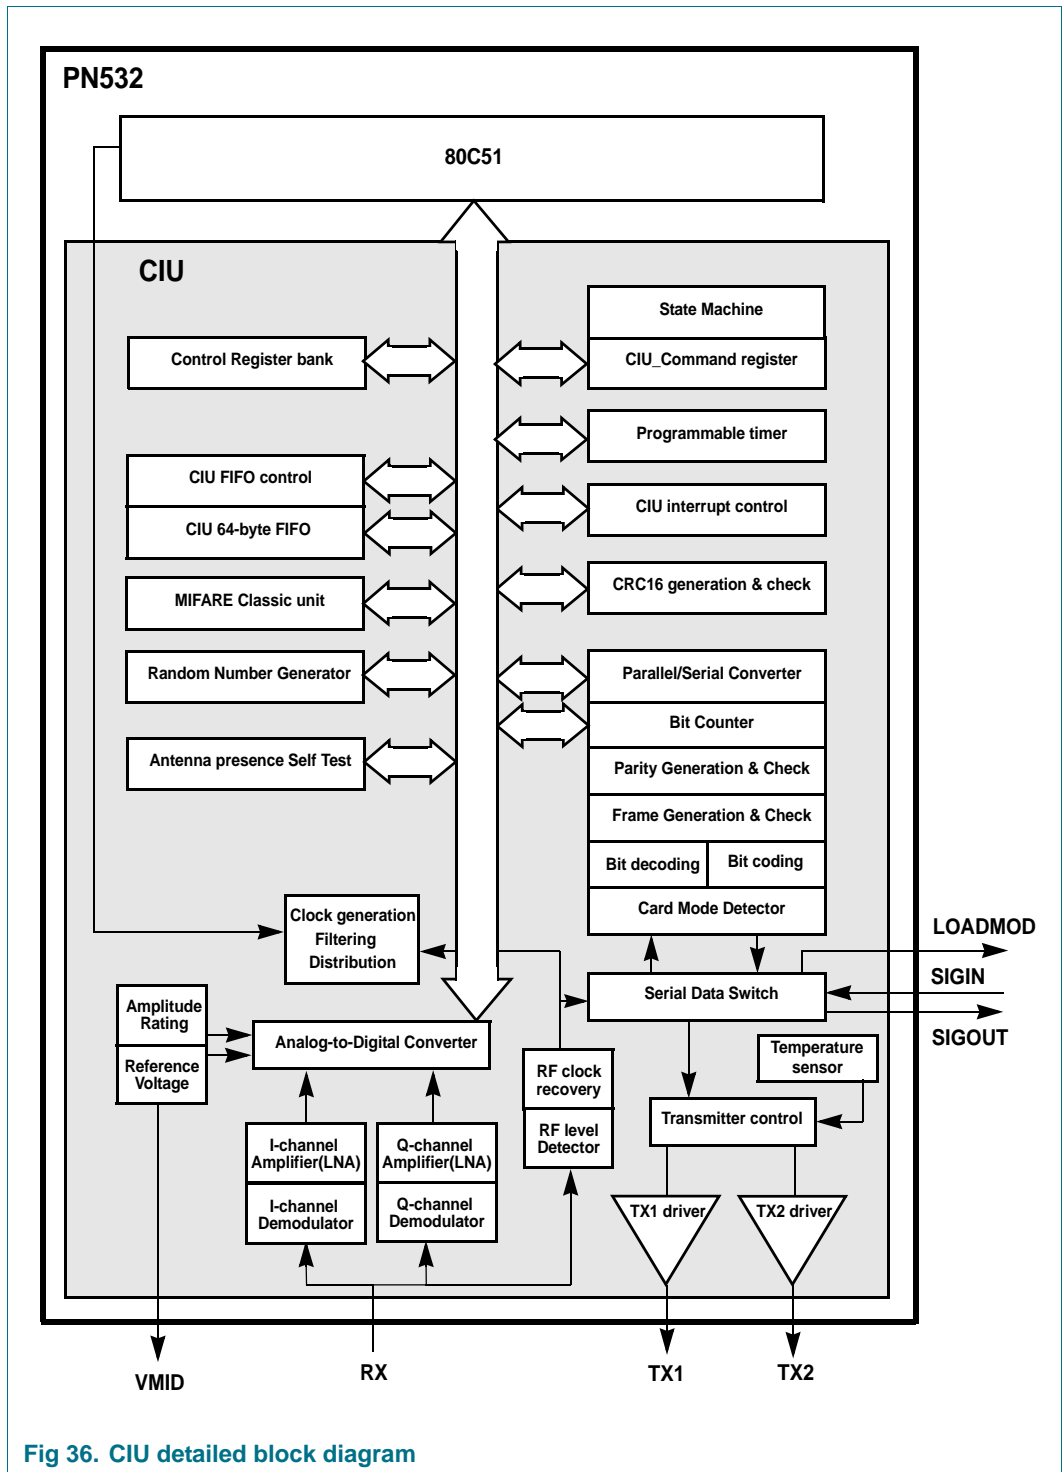 PN532
80C51
CIU
State Machine
Control Register bank
CIU_Command register
Programmable timer
CIU FIFO control
CIU interrupt control
CIU 64-byte FIFO
MIFARE Classic unit
CRC16 generation & check
Random Number Generator
Parallel/Serial Converter
Bit Counter
Antenna presence Self Test
Parity Generation & Check
Frame Generation & Check
Bit decoding
Bit coding
Card Mode Detector
Clock generation
Filtering
Distribution
LOADMOD
SIGIN
SIGOUT
Serial Data Switch
Amplitude
Rating
Reference
Voltage
Analog-to-Digital Converter
RF clock
recovery
RF level
Detector
Temperature
sensor
Transmitter control
I-channel
Amplifier(LNA)
Q-channel
Amplifier(LNA)
I-channel
Demodulator
Q-channel
Demodulator
TX1 driver
TX2 driver
VMID
RX
TX1
TX2
Fig 36. CIU detailed block diagram